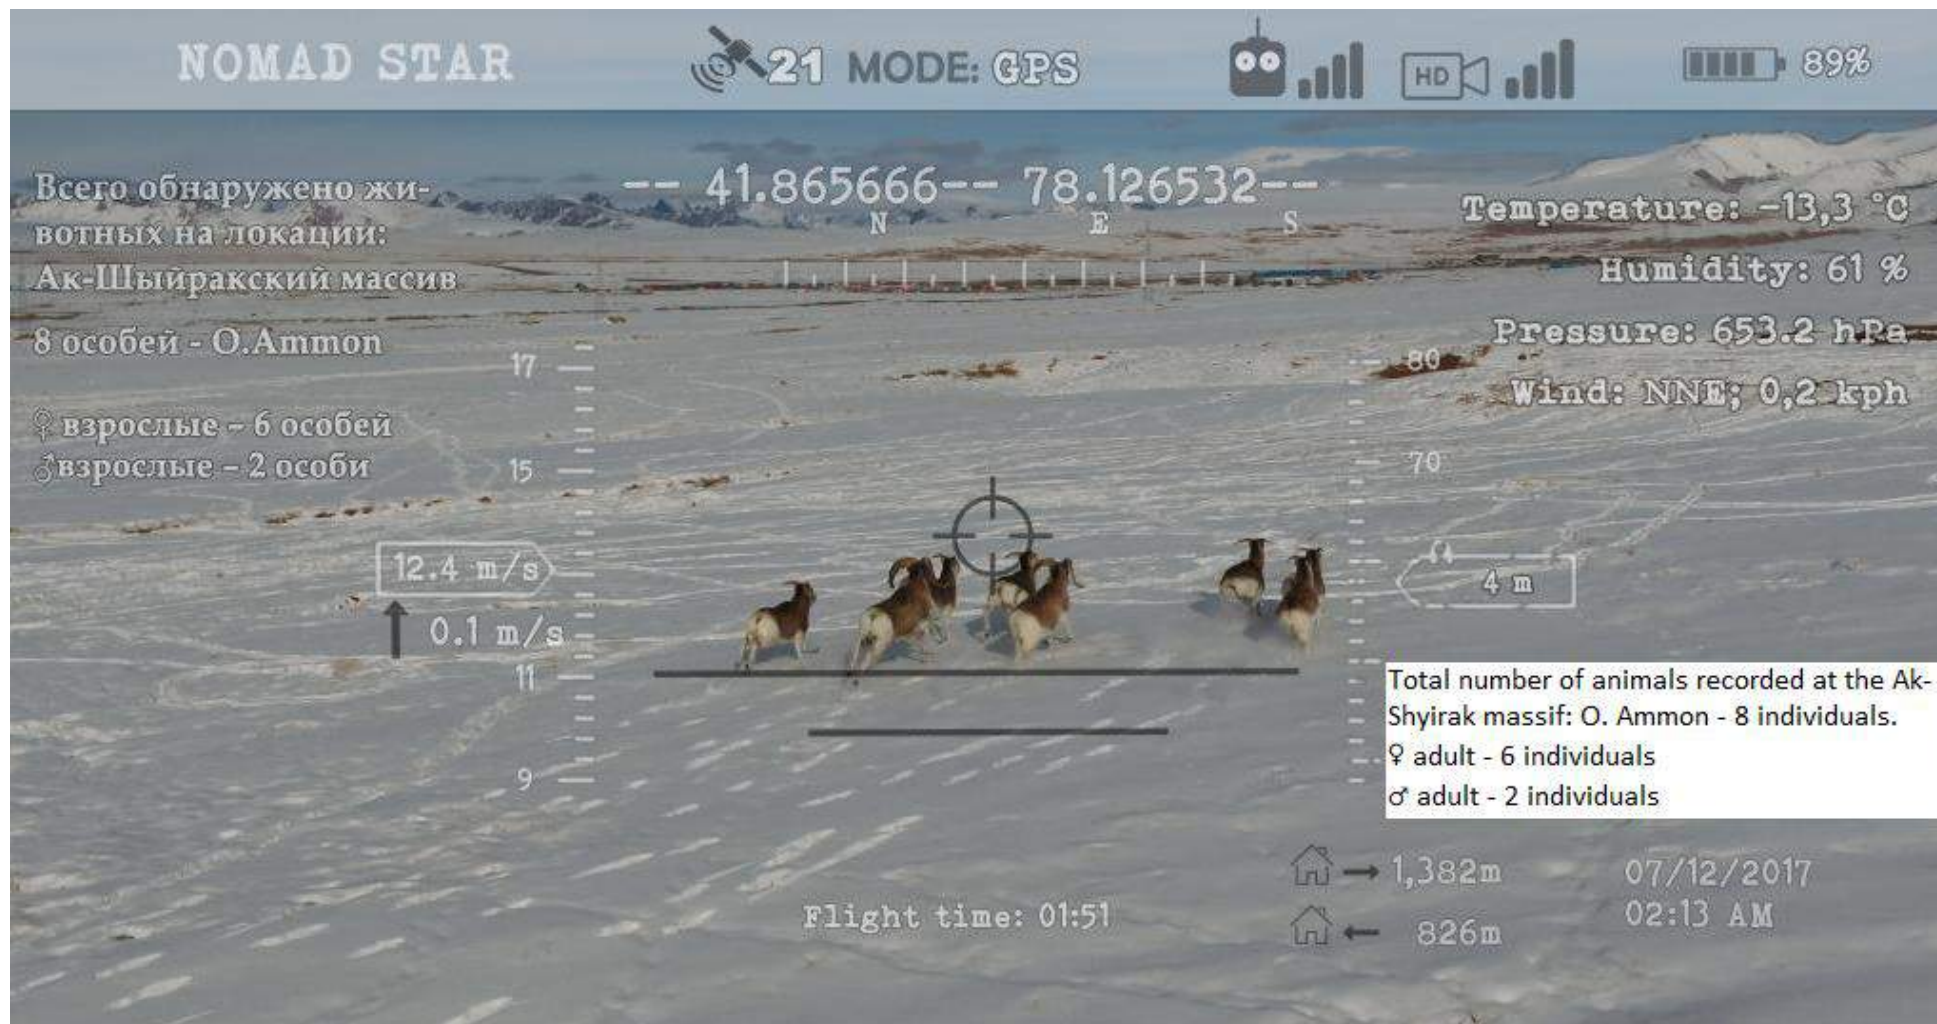 NOMAD STAR
21 MODE: GPS
HD
89%
Всего обнаружено жи-
вотных на локации:
Ак-Шыйракский массив
8 особей - O.Ammon
♀ взрослые – 6 особей
♂взрослые – 2 особи
-- 41.865666-- 78.126532--
N E S
Temperature: -13,3 °C
Humidity: 61 %
Pressure: 653.2 hPa
Wind: NNE; 0,2 kph
17
15
12.4 m/s
0.1 m/s
11
9
80
70
4 m
Total number of animals recorded at the Ak-
Shyirak massif: O. Ammon - 8 individuals.
♀ adult - 6 individuals
♂ adult - 2 individuals
Flight time: 01:51
1,382m
826m
07/12/2017
02:13 AM